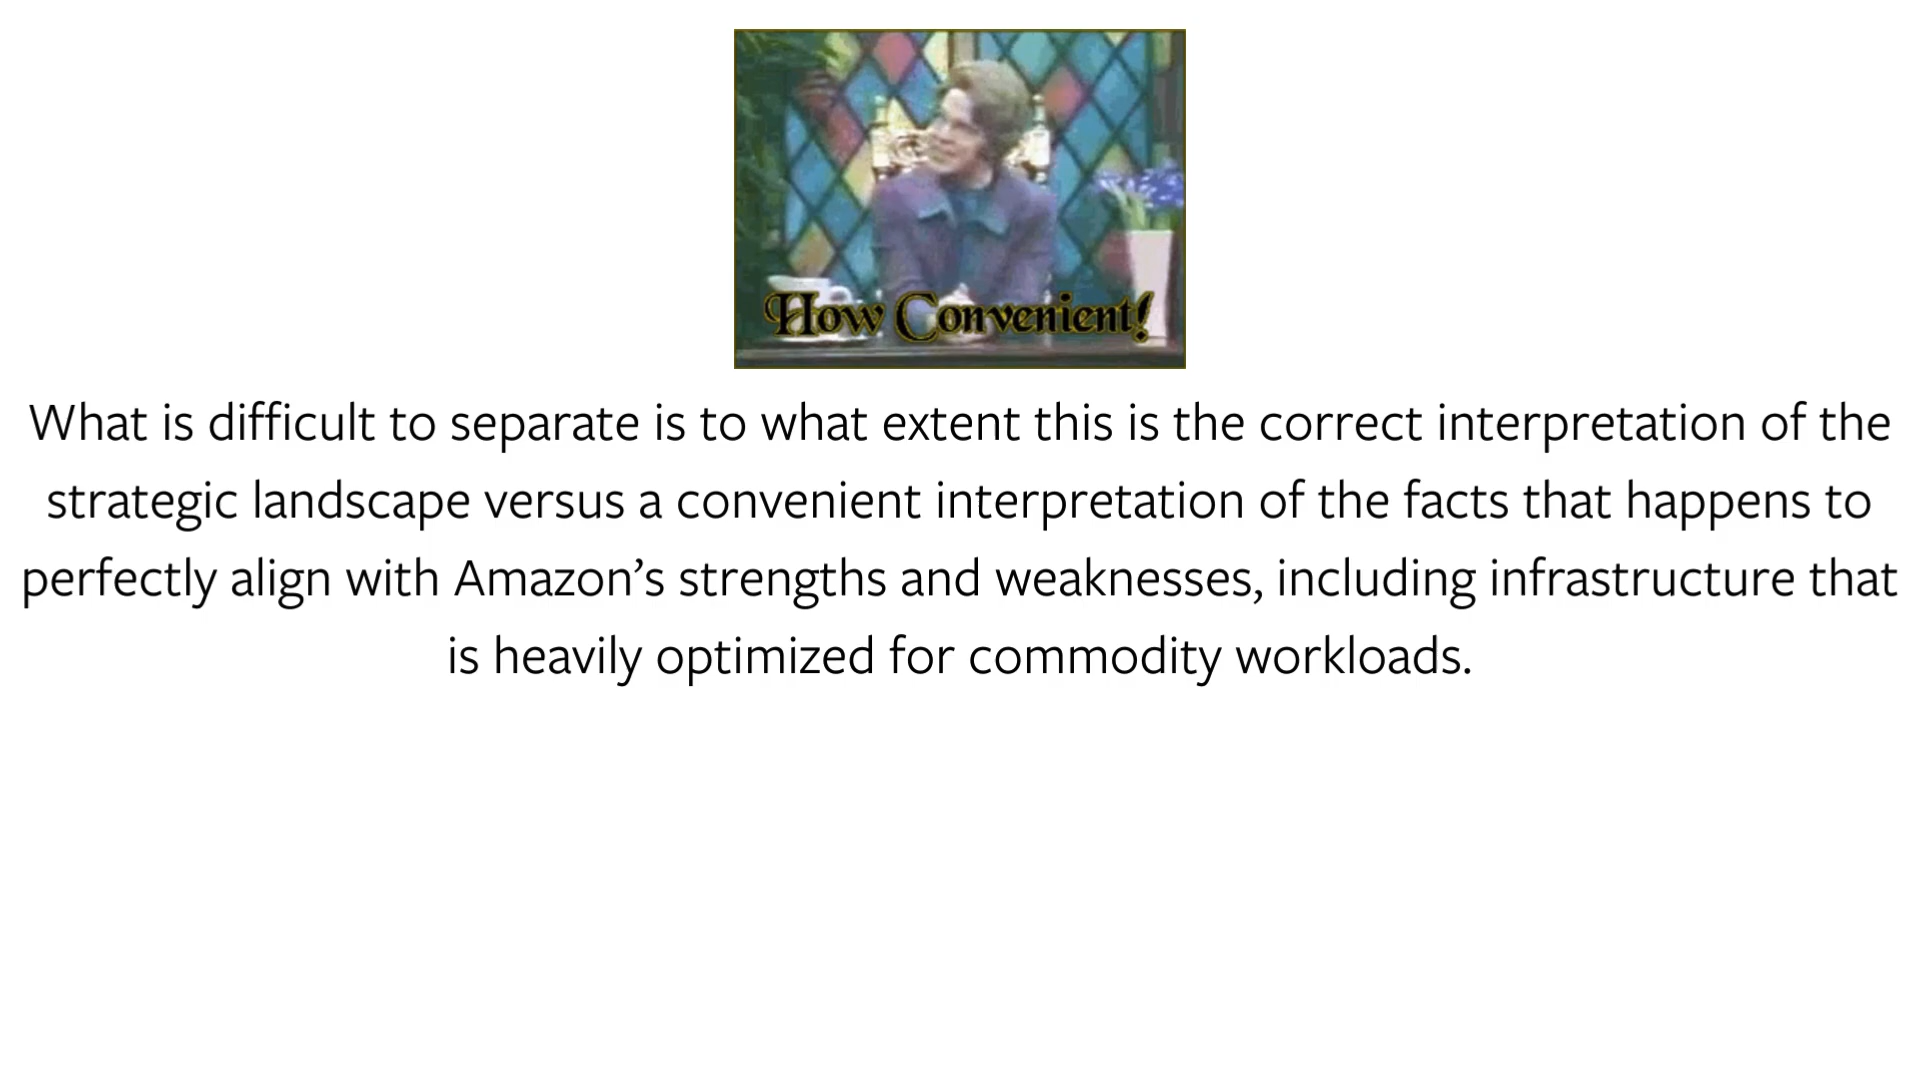 How Convenient!
What is difficult to separate is to what extent this is the correct interpretation of the
strategic landscape versus a convenient interpretation of the facts that happens to
perfectly align with Amazon’s strengths and weaknesses, including infrastructure that
is heavily optimized for commodity workloads.